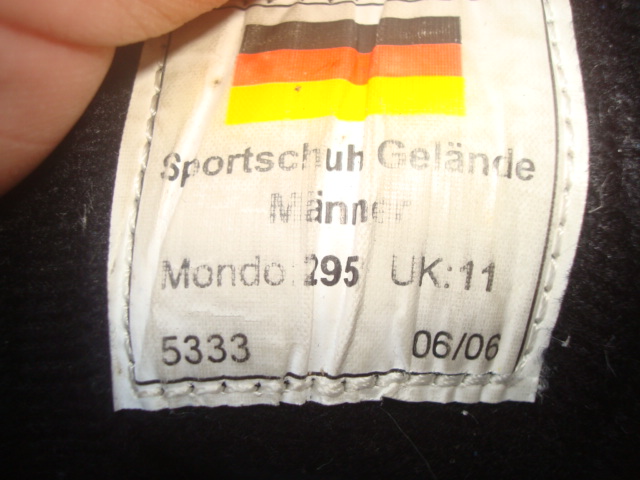 Sportschuh Gelände
Männer
Mondo:295 UK:11
5333 06/06